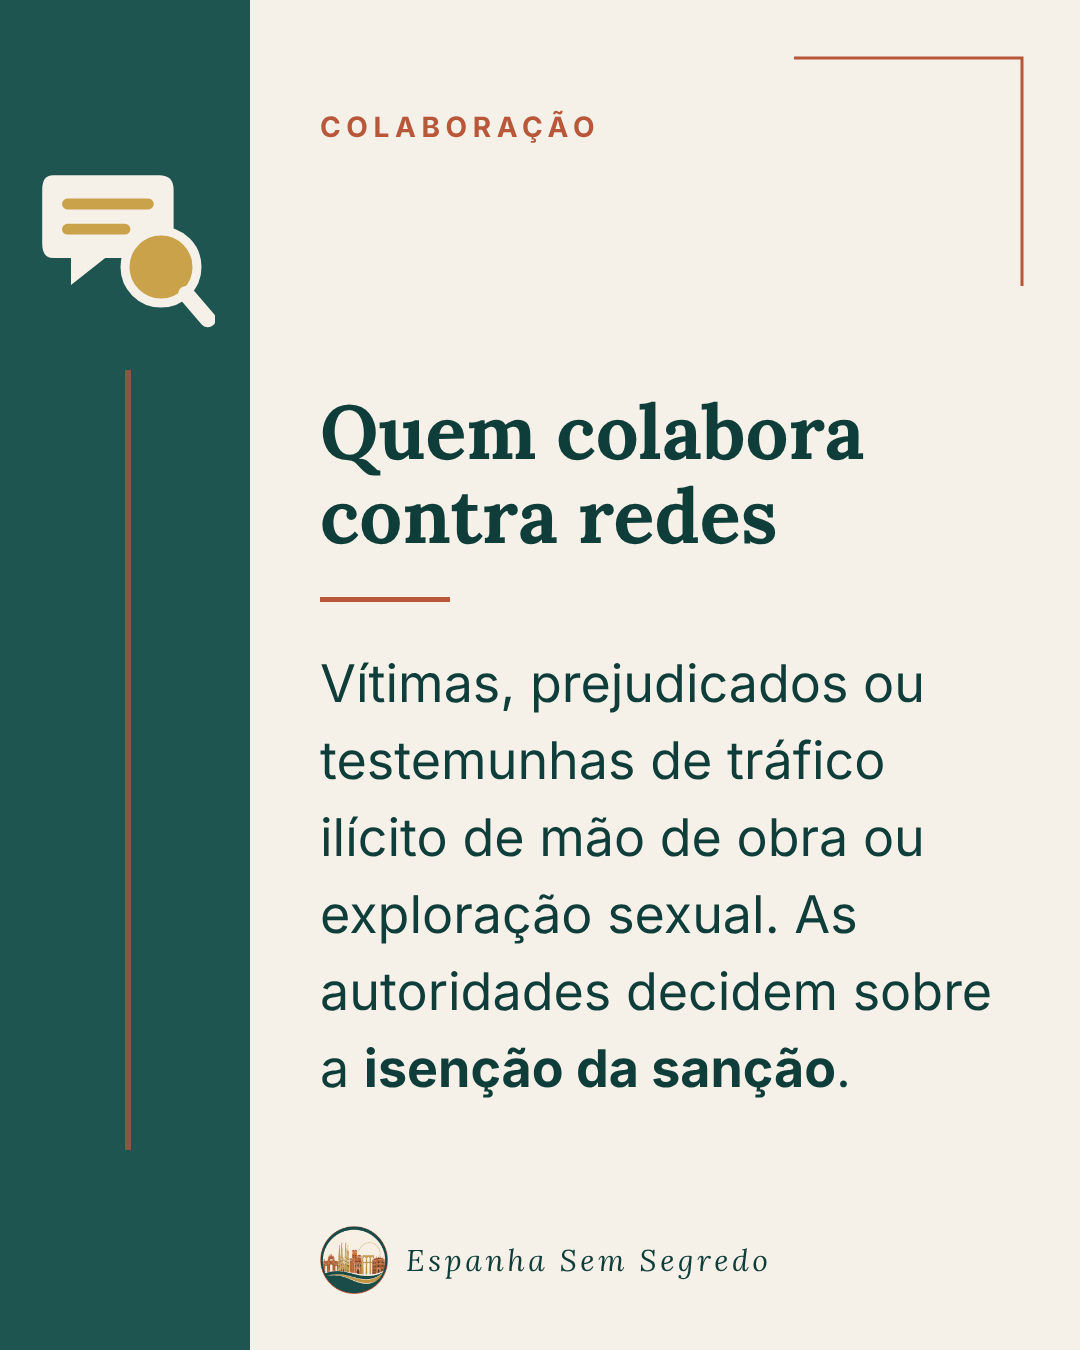 COLABORAÇÃO
Quem colabora
contra redes
Vítimas, prejudicados ou
testemunhas de tráfico
ilícito de mão de obra ou
exploração sexual. As
autoridades decidem sobre
a isenção da sanção.
Espanha Sem Segredo